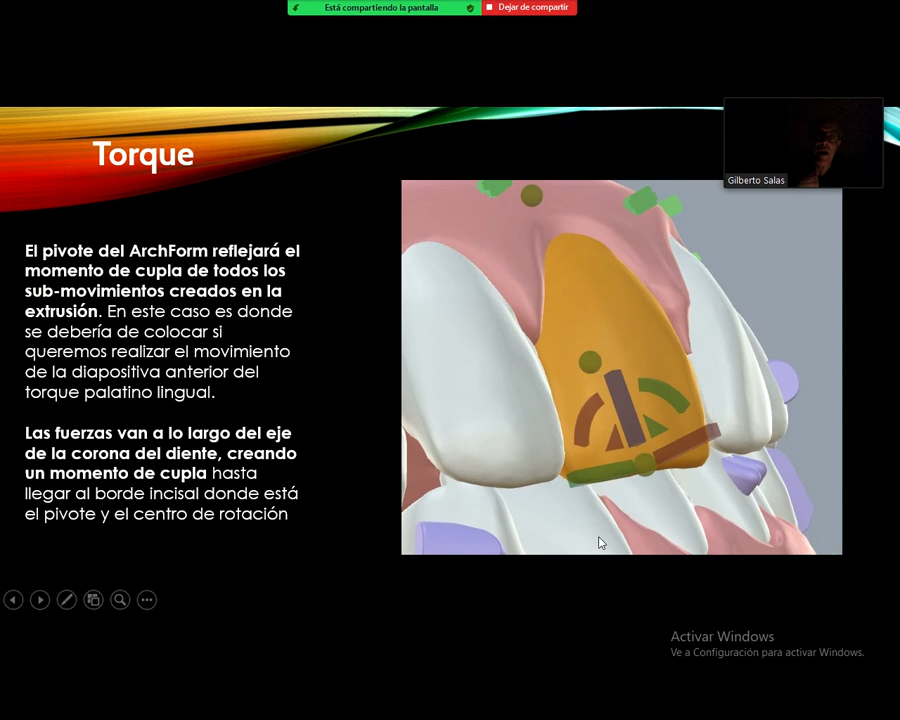 Está compartiendo la pantalla
Dejar de compartir
Torque
Gilberto Salas
El pivote del ArchForm reflejará el
momento de cupla de todos los
sub-movimientos creados en la
extrusión. En este caso es donde
se debería de colocar si
queremos realizar el movimiento
de la diapositiva anterior del
torque palatino lingual.
Las fuerzas van a lo largo del eje
de la corona del diente, creando
un momento de cupla hasta
llegar al borde incisal donde está
el pivote y el centro de rotación
Activar Windows
Ve a Configuración para activar Windows.